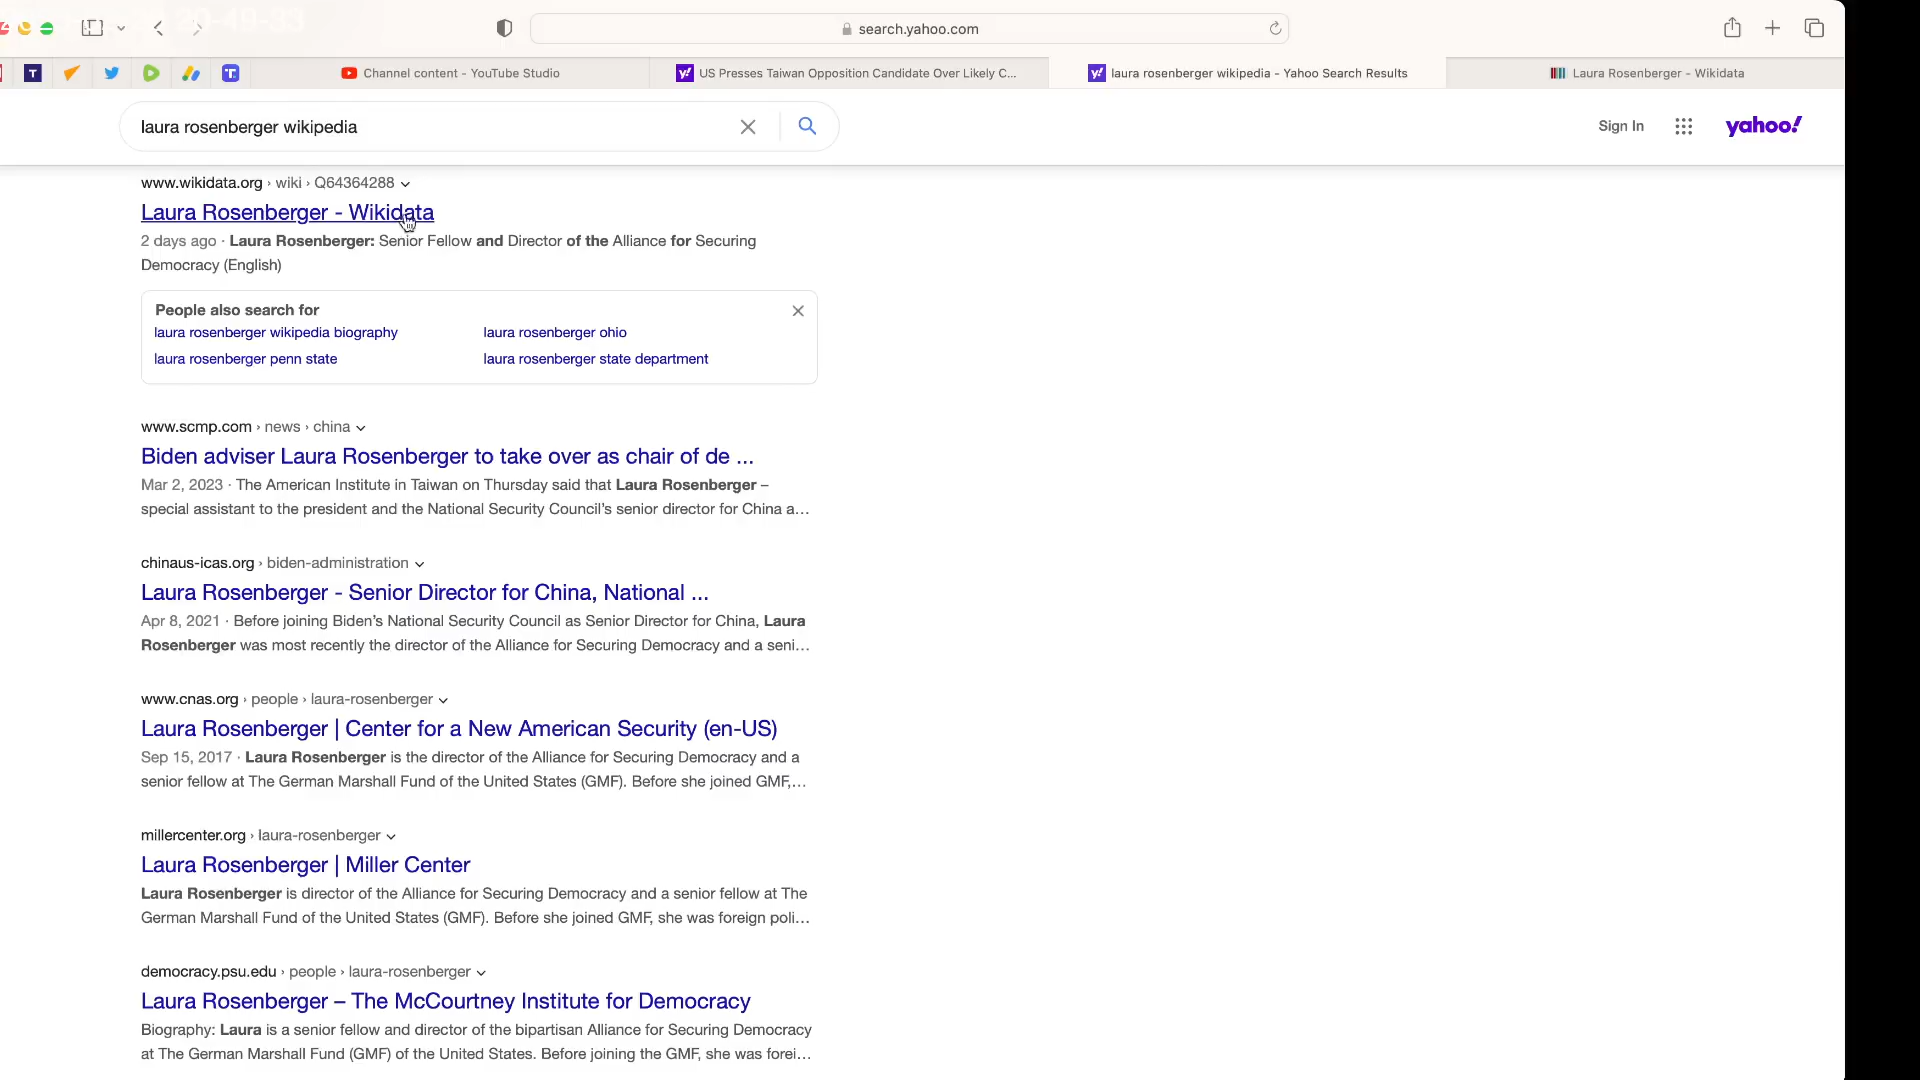 20-49-33
search.yahoo.com
Channel content - YouTube Studio
US Presses Taiwan Opposition Candidate Over Likely C...
laura rosenberger wikipedia - Yahoo Search Results
Laura Rosenberger - Wikidata
laura rosenberger wikipedia
Sign In
yahoo!
www.wikidata.org › wiki › Q64364288
Laura Rosenberger - Wikidata
2 days ago · Laura Rosenberger: Senior Fellow and Director of the Alliance for Securing
Democracy (English)
People also search for
laura rosenberger wikipedia biography
laura rosenberger ohio
laura rosenberger penn state
laura rosenberger state department
www.scmp.com › news › china
Biden adviser Laura Rosenberger to take over as chair of de ...
Mar 2, 2023 · The American Institute in Taiwan on Thursday said that Laura Rosenberger –
special assistant to the president and the National Security Council's senior director for China a...
chinaus-icas.org › biden-administration
Laura Rosenberger - Senior Director for China, National ...
Apr 8, 2021 · Before joining Biden's National Security Council as Senior Director for China, Laura
Rosenberger was most recently the director of the Alliance for Securing Democracy and a seni...
www.cnas.org › people › laura-rosenberger
Laura Rosenberger | Center for a New American Security (en-US)
Sep 15, 2017 · Laura Rosenberger is the director of the Alliance for Securing Democracy and a
senior fellow at The German Marshall Fund of the United States (GMF). Before she joined GMF,...
millercenter.org › laura-rosenberger
Laura Rosenberger | Miller Center
Laura Rosenberger is director of the Alliance for Securing Democracy and a senior fellow at The
German Marshall Fund of the United States (GMF). Before she joined GMF, she was foreign poli...
democracy.psu.edu › people › laura-rosenberger
Laura Rosenberger – The McCourtney Institute for Democracy
Biography: Laura is a senior fellow and director of the bipartisan Alliance for Securing Democracy
at The German Marshall Fund (GMF) of the United States. Before joining the GMF, she was forei...